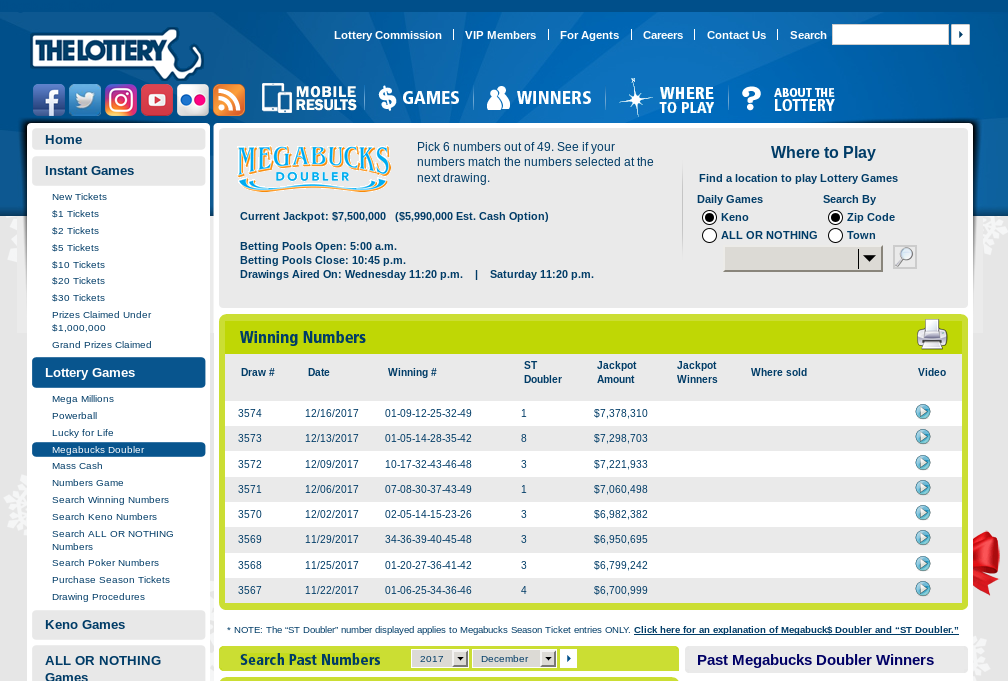 Lottery Commission VIP Members For Agents Careers Contact Us Search
THE LOTTERY
MOBILE RESULTS GAMES WINNERS WHERE TO PLAY ABOUT THE LOTTERY
Home
Instant Games
New Tickets
$1 Tickets
$2 Tickets
$5 Tickets
$10 Tickets
$20 Tickets
$30 Tickets
Prizes Claimed Under
$1,000,000
Grand Prizes Claimed
Lottery Games
Mega Millions
Powerball
Lucky for Life
Megabucks Doubler
Mass Cash
Numbers Game
Search Winning Numbers
Search Keno Numbers
Search ALL OR NOTHING
Numbers
Search Poker Numbers
Purchase Season Tickets
Drawing Procedures
Keno Games
ALL OR NOTHING
Games
MEGABUCKS
DOUBLER
Pick 6 numbers out of 49. See if your
numbers match the numbers selected at the
next drawing.
Current Jackpot: $7,500,000 ($5,990,000 Est. Cash Option)
Betting Pools Open: 5:00 a.m.
Betting Pools Close: 10:45 p.m.
Drawings Aired On: Wednesday 11:20 p.m. | Saturday 11:20 p.m.
Where to Play
Find a location to play Lottery Games
Daily Games Search By
Keno Zip Code
ALL OR NOTHING Town
Winning Numbers
Draw # Date Winning # ST Doubler Jackpot Amount Jackpot Winners Where sold Video
3574 12/16/2017 01-09-12-25-32-49 1 $7,378,310
3573 12/13/2017 01-05-14-28-35-42 8 $7,298,703
3572 12/09/2017 10-17-32-43-46-48 3 $7,221,933
3571 12/06/2017 07-08-30-37-43-49 1 $7,060,498
3570 12/02/2017 02-05-14-15-23-26 3 $6,982,382
3569 11/29/2017 34-36-39-40-45-48 3 $6,950,695
3568 11/25/2017 01-20-27-36-41-42 3 $6,799,242
3567 11/22/2017 01-06-25-34-36-46 4 $6,700,999
* NOTE: The “ST Doubler” number displayed applies to Megabucks Season Ticket entries ONLY. Click here for an explanation of Megabuck$ Doubler and “ST Doubler.”
Search Past Numbers 2017 December
Past Megabucks Doubler Winners